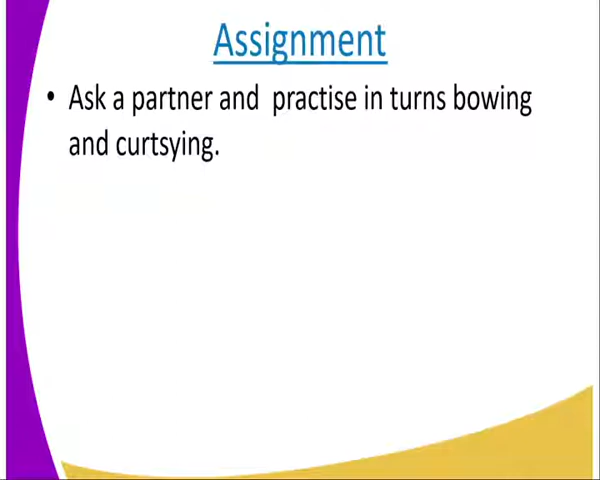 Assignment
• Ask a partner and practise in turns bowing
and curtsying.